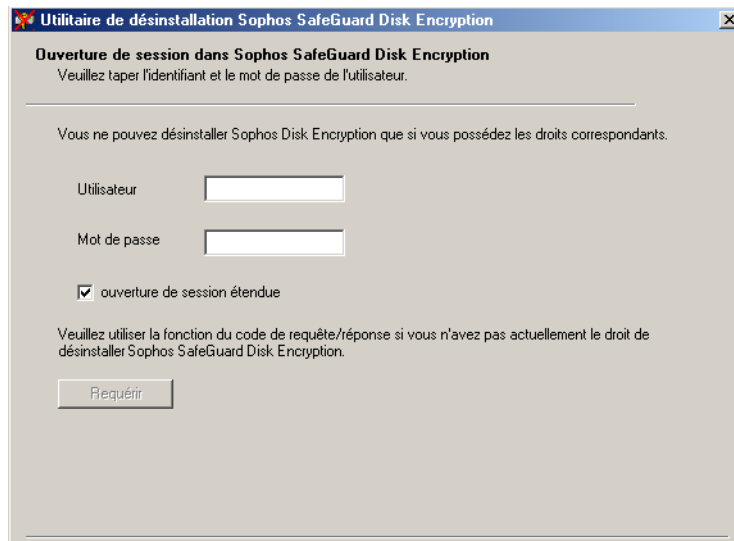 Utilitaire de désinstallation Sophos SafeGuard Disk Encryption
Ouverture de session dans Sophos SafeGuard Disk Encryption
Veuillez taper l'identifiant et le mot de passe de l'utilisateur.
Vous ne pouvez désinstaller Sophos Disk Encryption que si vous possédez les droits correspondants.
Utilisateur
Mot de passe
ouverture de session étendue
Veuillez utiliser la fonction du code de requête/réponse si vous n'avez pas actuellement le droit de
désinstaller Sophos SafeGuard Disk Encryption.
Requérir